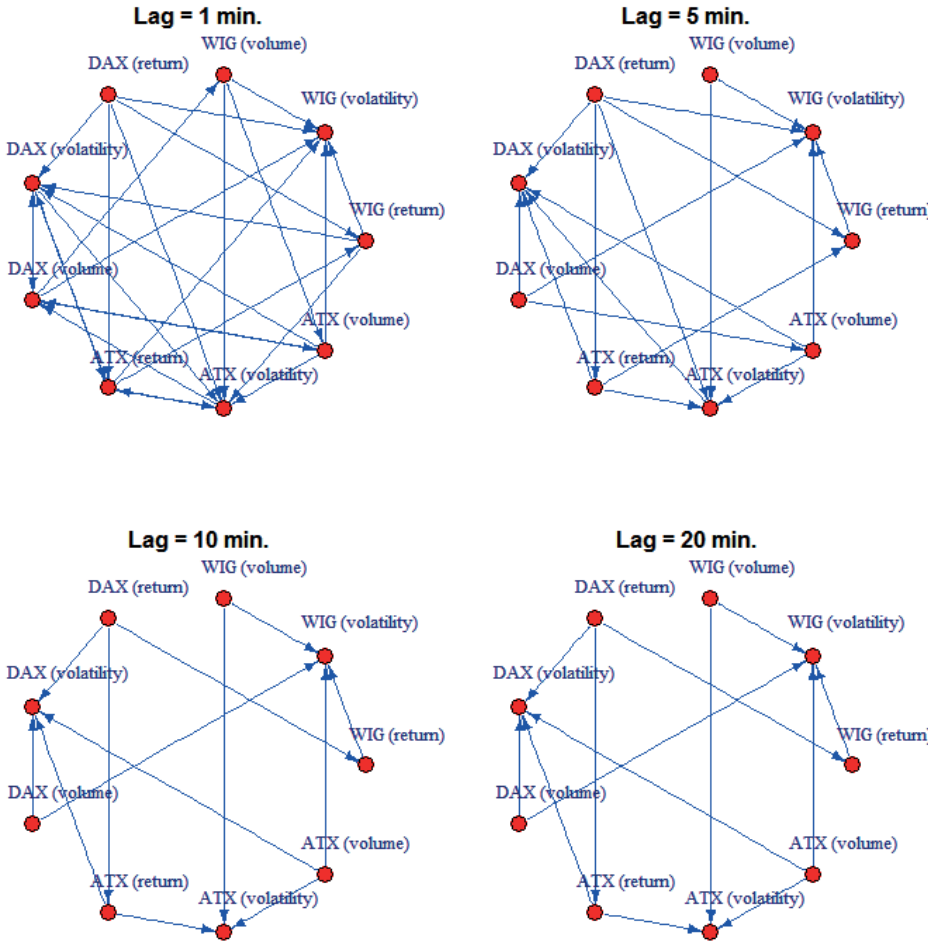 Lag = 1 min.
WIG (volume)
DAX (return)
WIG (volatility)
DAX (volatility)
WIG (return)
DAX (volume)
ATX (volume)
ATX (return)
ATX (volatility)
Lag = 5 min.
WIG (volume)
DAX (return)
WIG (volatility)
DAX (volatility)
WIG (return)
DAX (volume)
ATX (volume)
ATX (return)
ATX (volatility)
Lag = 10 min.
WIG (volume)
DAX (return)
WIG (volatility)
DAX (volatility)
WIG (return)
DAX (volume)
ATX (volume)
ATX (return)
ATX (volatility)
Lag = 20 min.
WIG (volume)
DAX (return)
WIG (volatility)
DAX (volatility)
WIG (return)
DAX (volume)
ATX (volume)
ATX (return)
ATX (volatility)